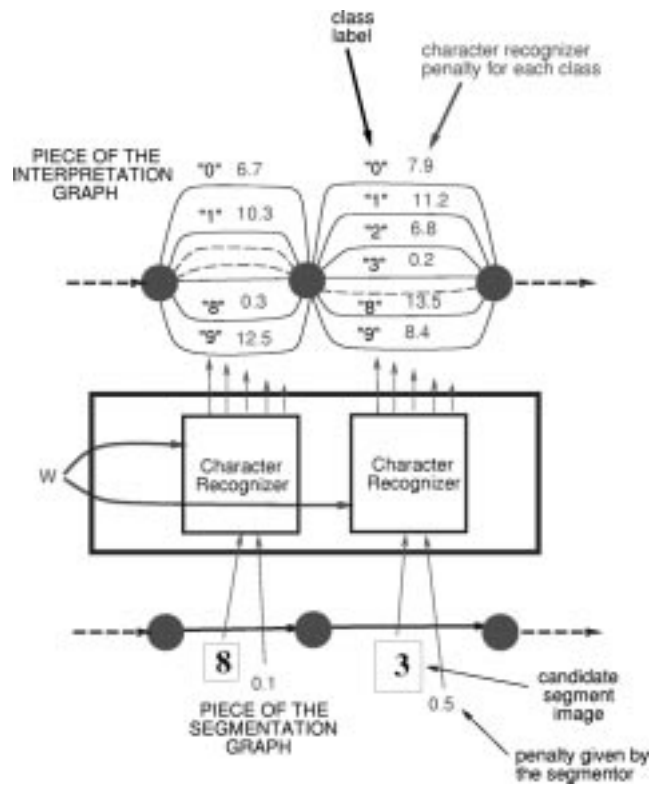 class
label
character recognizer
penalty for each class
PIECE OF THE
INTERPRETATION
GRAPH
"0" 6.7
"1" 10.3
"8" 0.3
"9" 12.5
"0" 7.9
"1" 11.2
"2" 6.8
"3" 0.2
"8" 13.5
"9" 8.4
W
Character
Recognizer
Character
Recognizer
8
0.1
3
0.5
PIECE OF THE
SEGMENTATION
GRAPH
candidate
segment
image
penalty given by
the segmentor